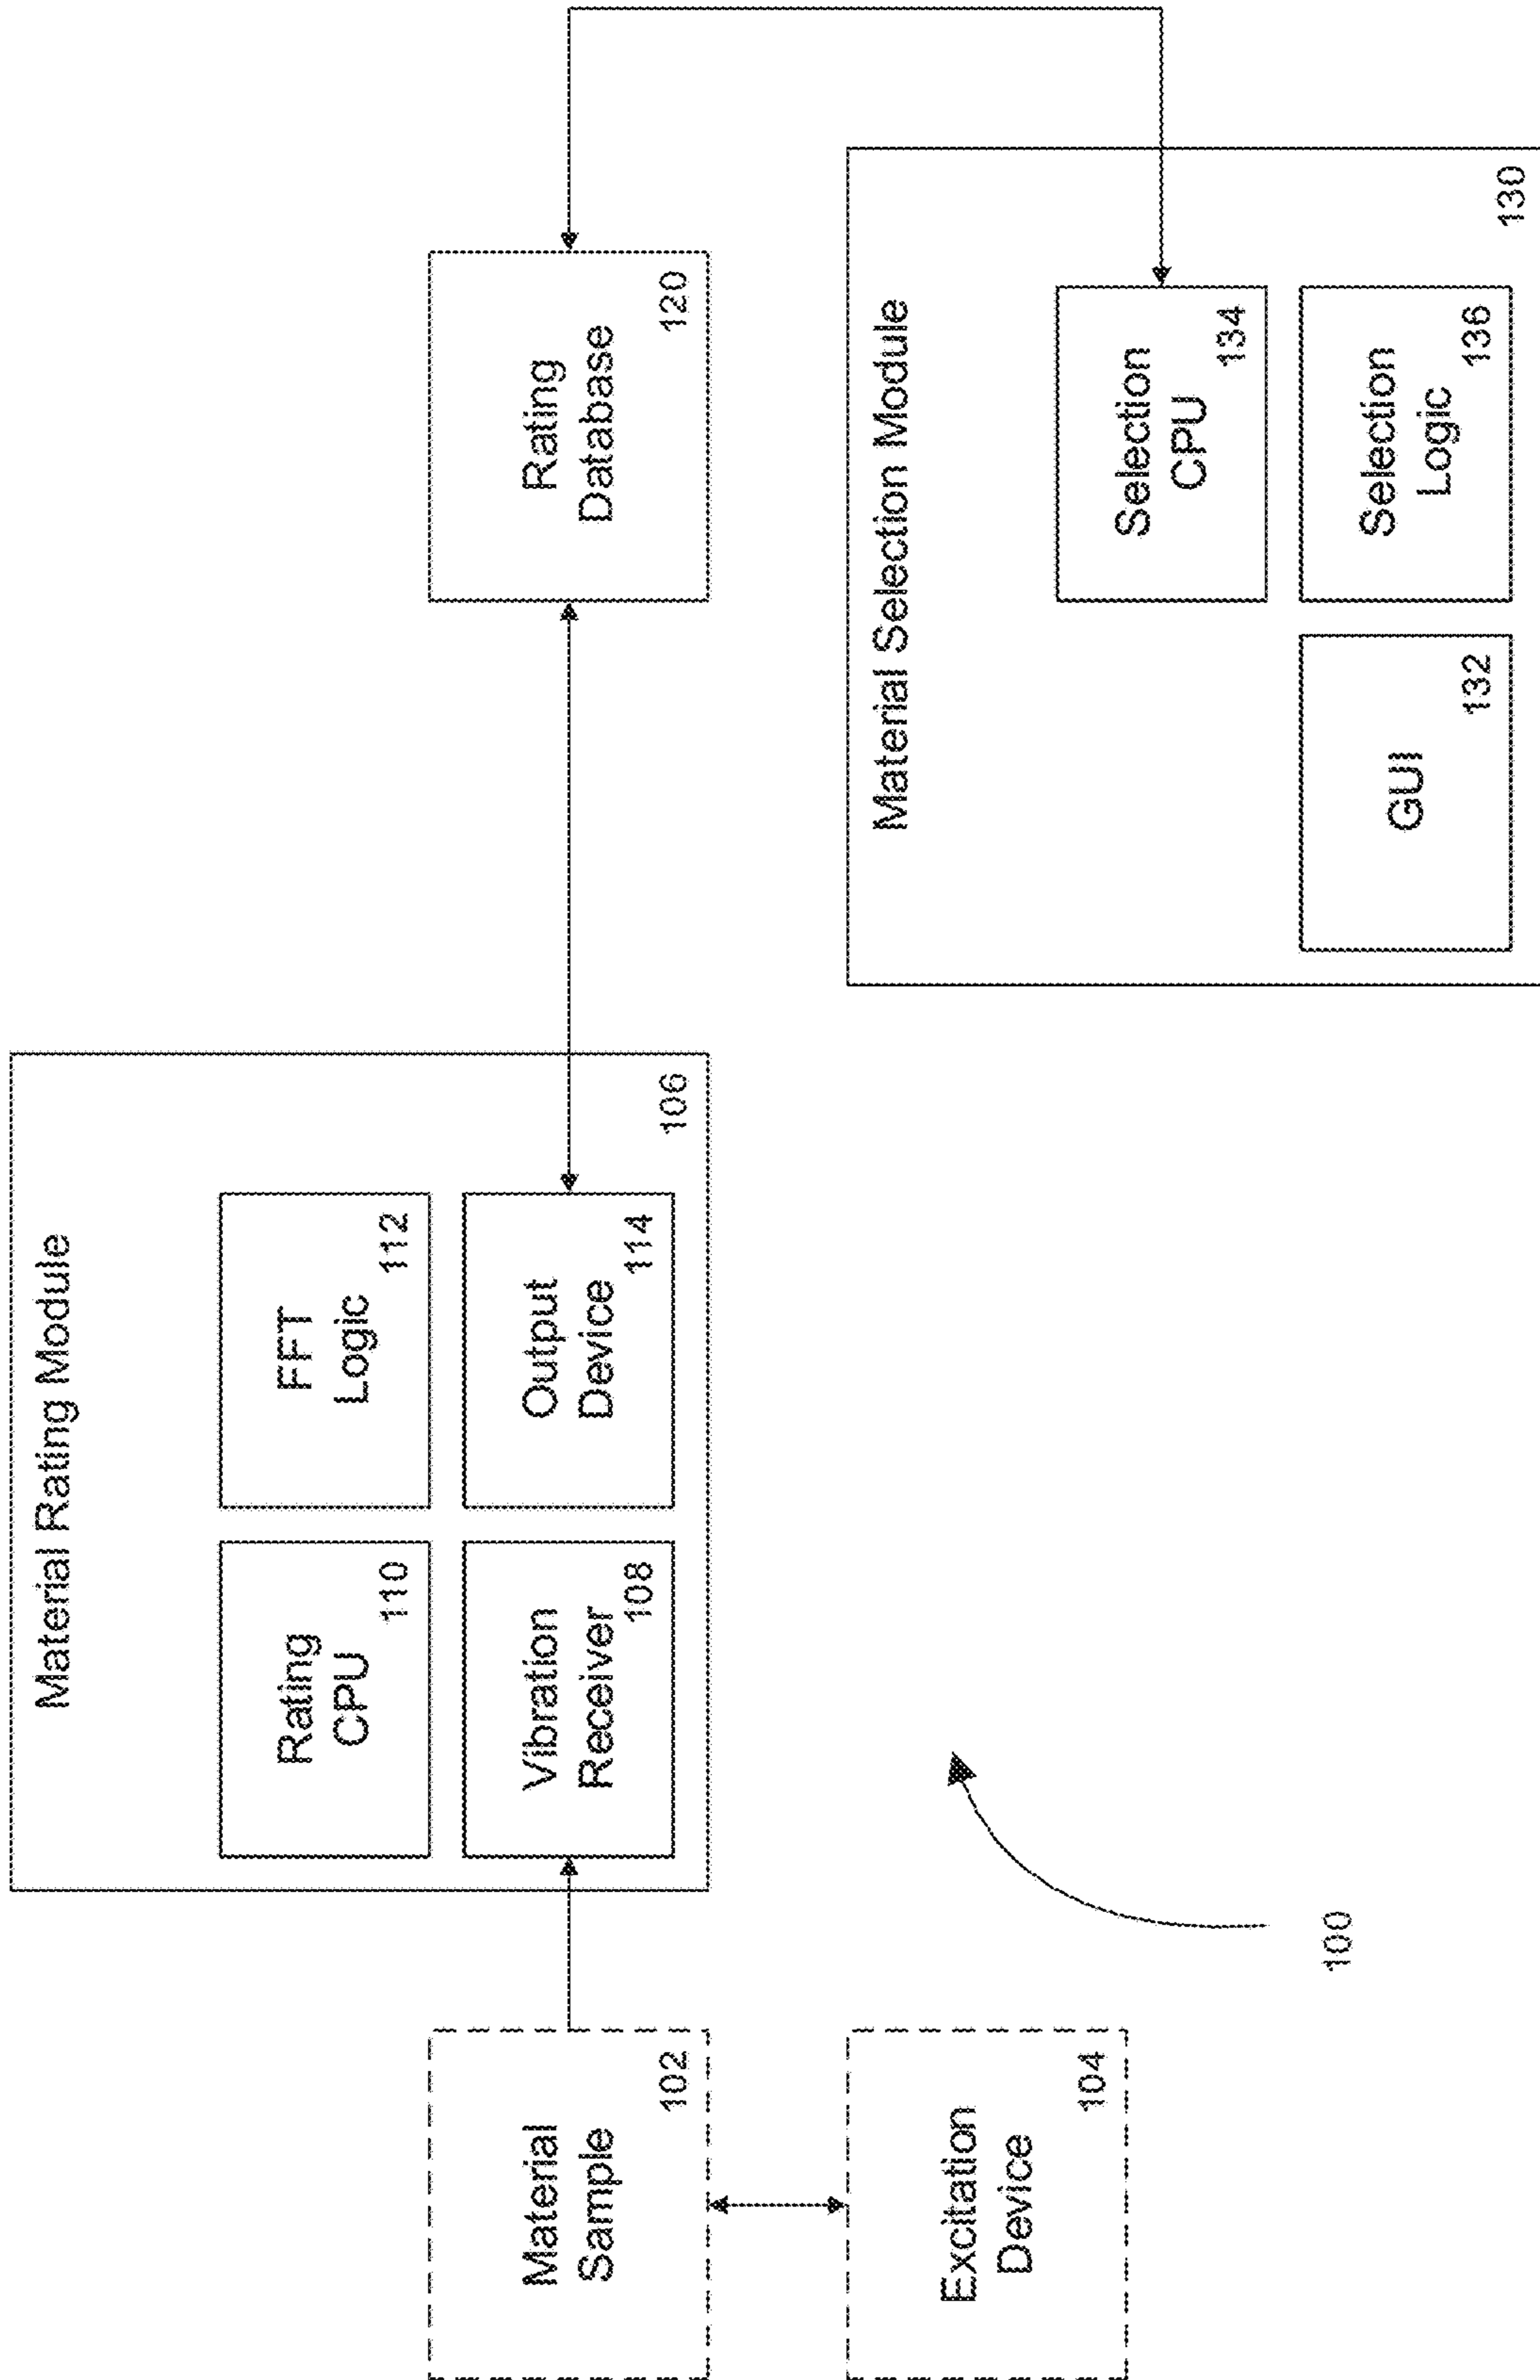 Material Rating Module
Rating
CPU
110
FFT
Logic
112
Vibration
Receiver
108
Output
Device
114
106
Material
Sample
102
Rating
Database
120
Excitation
Device
104
Material Selection Module
Selection
CPU
134
GUI
132
Selection
Logic
136
130
100